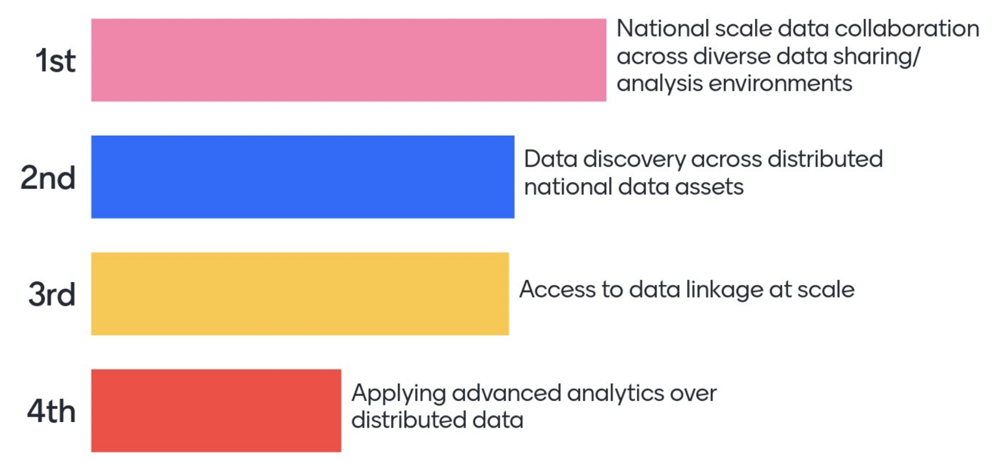 1st
National scale data collaboration
across diverse data sharing/
analysis environments
2nd
Data discovery across distributed
national data assets
3rd
Access to data linkage at scale
4th
Applying advanced analytics over
distributed data